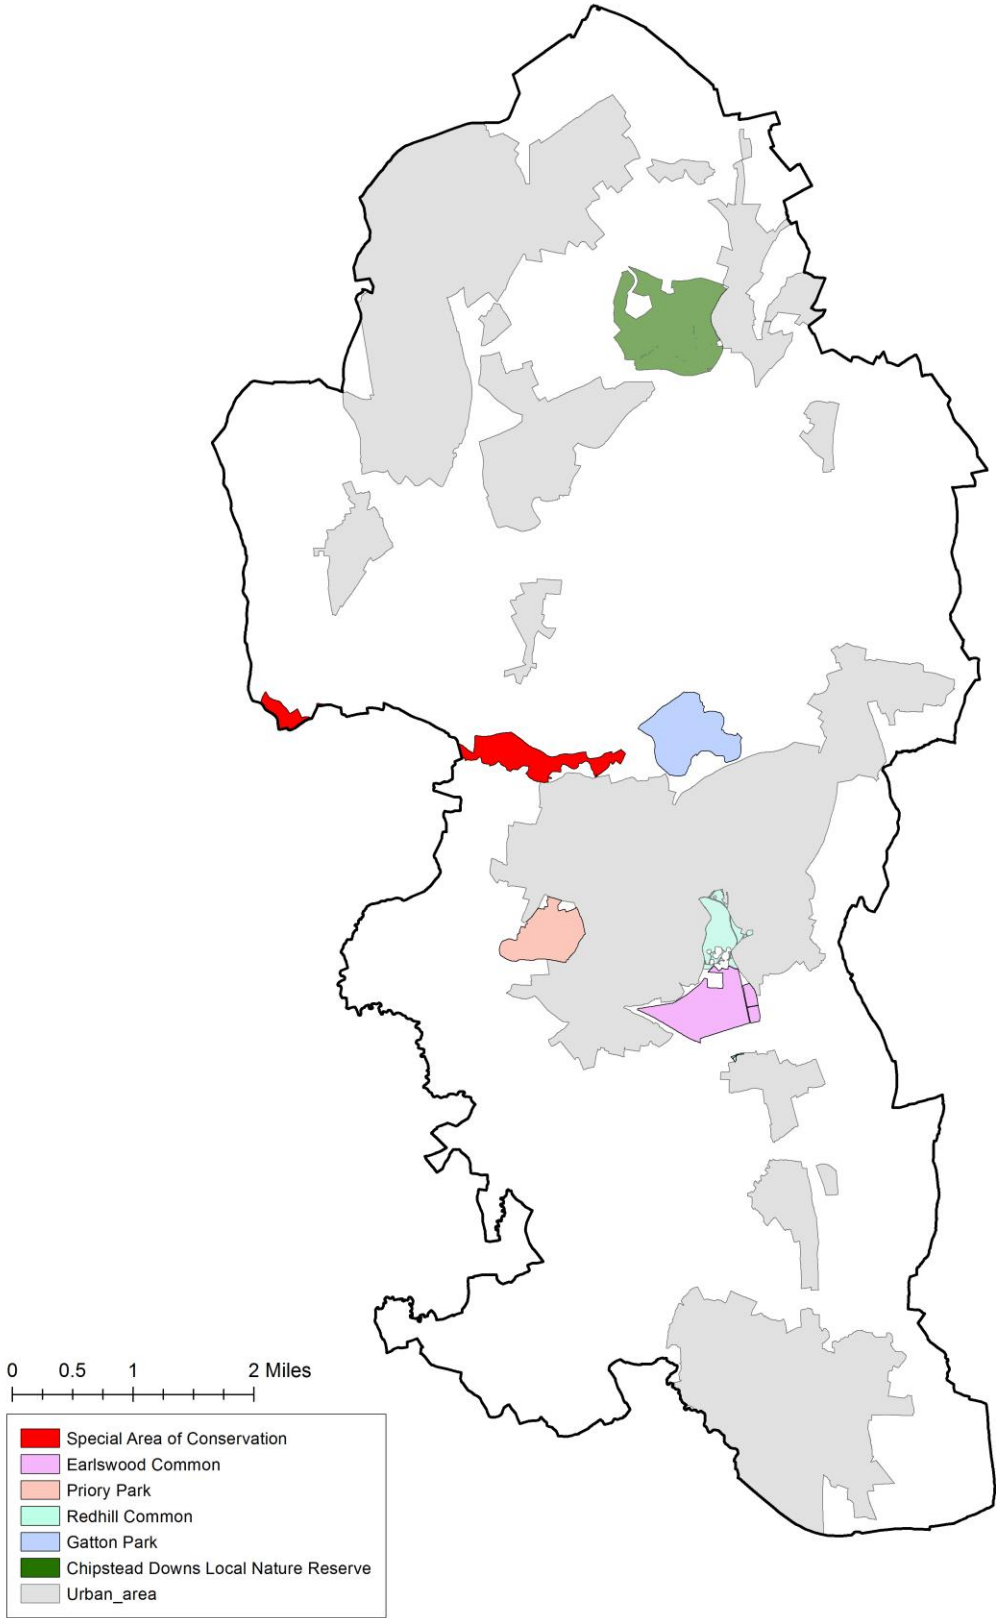 0 0.5 1 2 Miles
Special Area of Conservation
Earlswood Common
Priory Park
Redhill Common
Gatton Park
Chipstead Downs Local Nature Reserve
Urban_area